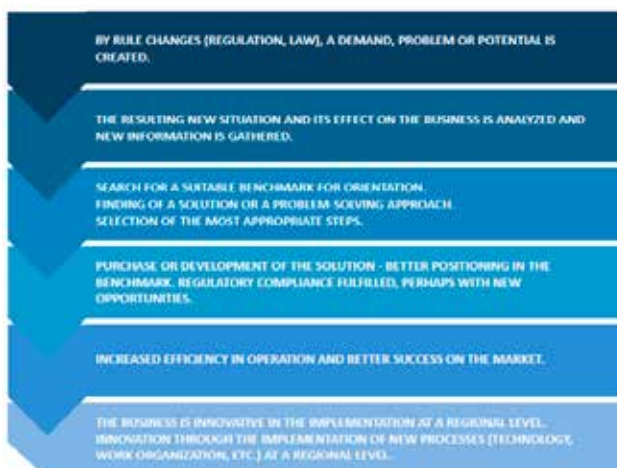 BY RULE CHANGES (REGULATION, LAW), A DEMAND, PROBLEM OR POTENTIAL IS
CREATED.
THE RESULTING NEW SITUATION AND ITS EFFECT ON THE BUSINESS IS ANALYZED AND
NEW INFORMATION IS GATHERED.
SEARCH FOR A SUITABLE BENCHMARK FOR ORIENTATION.
FINDING OF A SOLUTION OR A PROBLEM-SOLVING APPROACH.
SELECTION OF THE MOST APPROPRIATE STEPS.
PURCHASE OR DEVELOPMENT OF THE SOLUTION - BETTER POSITIONING IN THE
BENCHMARK. REGULATORY COMPLIANCE FULFILLED, PERHAPS WITH NEW
OPPORTUNITIES.
INCREASED EFFICIENCY IN OPERATION AND BETTER SUCCESS ON THE MARKET.
THE BUSINESS IS INNOVATIVE IN THE IMPLEMENTATION AT A REGIONAL LEVEL.
INNOVATION THROUGH THE IMPLEMENTATION OF NEW PROCESSES (TECHNOLOGY,
WORK ORGANIZATION, ETC.) AT A REGIONAL LEVEL.